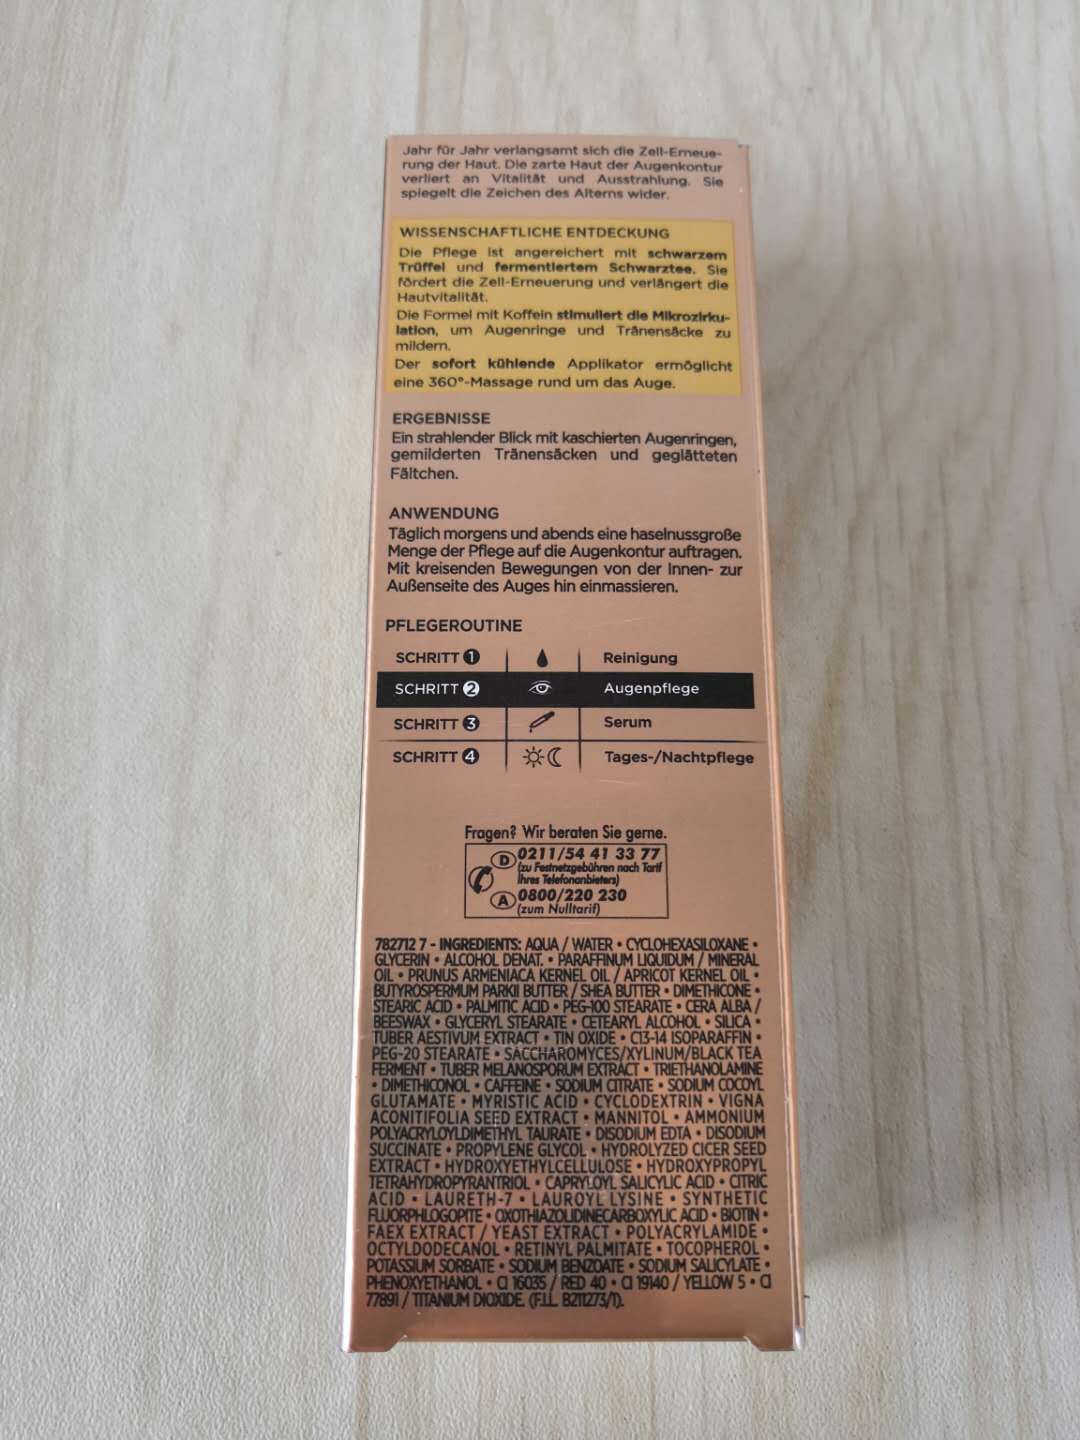 Jahr für Jahr verlangsamt sich die Zell-Erneue-
rung der Haut. Die zarte Haut der Augenkontur
verliert an Vitalität und Ausstrahlung. Sie
spiegelt die Zeichen des Alterns wider.
WISSENSCHAFTLICHE ENTDECKUNG
Die Pflege ist angereichert mit schwarzem
Trüffel und fermentiertem Schwarztee. Sie
fördert die Zell-Erneuerung und verlängert die
Hautvitalität.
Die Formel mit Koffein stimuliert die Mikrozirku-
lation, um Augenringe und Tränensäcke zu
mildern.
Der sofort kühlende Applikator ermöglicht
eine 360°-Massage rund um das Auge.
ERGEBNISSE
Ein strahlender Blick mit kaschierten Augenringen,
gemilderten Tränensäcken und geglätteten
Fältchen.
ANWENDUNG
Täglich morgens und abends eine haselnussgroße
Menge der Pflege auf die Augenkontur auftragen.
Mit kreisenden Bewegungen von der Innen- zur
Außenseite des Auges hin einmassieren.
PFLEGEROUTINE
SCHRITT 1 Reinigung
SCHRITT 2 Augenpflege
SCHRITT 3 Serum
SCHRITT 4 Tages-/Nachtpflege
Fragen? Wir beraten Sie gerne.
D 0211/54 41 33 77
(zu Festnetzgebühren nach Tarif
Ihres Telefonanbieters)
A 0800/220 230
(zum Nulltarif)
782712 7 - INGREDIENTS: AQUA / WATER • CYCLOHEXASILOXANE •
GLYCERIN • ALCOHOL DENAT. • PARAFFINUM LIQUIDUM / MINERAL
OIL • PRUNUS ARMENIACA KERNEL OIL / APRICOT KERNEL OIL •
BUTYROSPERMUM PARKII BUTTER / SHEA BUTTER • DIMETHICONE •
STEARIC ACID • PALMITIC ACID • PEG-100 STEARATE • CERA ALBA /
BEESWAX • GLYCERYL STEARATE • CETEARYL ALCOHOL • SILICA •
TUBER AESTIVUM EXTRACT • TIN OXIDE • C13-14 ISOPARAFFIN •
PEG-20 STEARATE • SACCHAROMYCES/XYLINUM/BLACK TEA
FERMENT • TUBER MELANOSPORUM EXTRACT • TRIETHANOLAMINE
• DIMETHICONOL • CAFFEINE • SODIUM CITRATE • SODIUM COCOYL
GLUTAMATE • MYRISTIC ACID • CYCLODEXTRIN • VIGNA
ACONITIFOLIA SEED EXTRACT • MANNITOL • AMMONIUM
POLYACRYLOYLDIMETHYL TAURATE • DISODIUM EDTA • DISODIUM
SUCCINATE • PROPYLENE GLYCOL • HYDROLYZED CICER SEED
EXTRACT • HYDROXYETHYLCELLULOSE • HYDROXYPROPYL
TETRAHYDROPYRANTRIOL • CAPRYLOYL SALICYLIC ACID • CITRIC
ACID • LAURETH-7 • LAUROYL LYSINE • SYNTHETIC
FLUORPHLOGOPITE • OXOTHIAZOLIDINECARBOXYLIC ACID • BIOTIN •
FAEX EXTRACT / YEAST EXTRACT • POLYACRYLAMIDE •
OCTYLDODECANOL • RETINYL PALMITATE • TOCOPHEROL •
POTASSIUM SORBATE • SODIUM BENZOATE • SODIUM SALICYLATE •
PHENOXYETHANOL • CI 16035 / RED 40 • CI 19140 / YELLOW 5 • CI
77891 / TITANIUM DIOXIDE. (F.I.L. B211273/1).